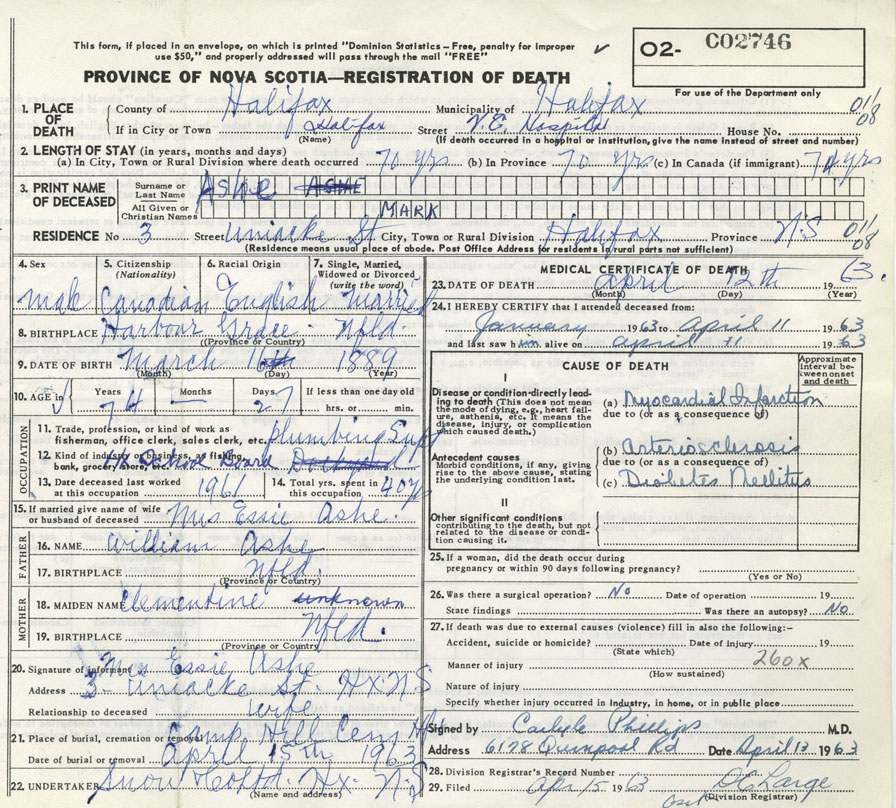 This form, if placed in an envelope, on which is printed "Dominion Statistics – Free, penalty for improper
use $50," and properly addressed will pass through the mail "FREE"
✓
O2- CO2746
PROVINCE OF NOVA SCOTIA—REGISTRATION OF DEATH
For use of the Department only
1. PLACE OF DEATH
County of Halifax Municipality of Halifax 011/08
If in City or Town Halifax Street V.G. Hospital House No.
(Name) (If death occurred in a hospital or institution, give the name instead of street and number)
2. LENGTH OF STAY (in years, months and days)
(a) In City, Town or Rural Division where death occurred 70 yrs (b) In Province 70 yrs (c) In Canada (if immigrant) 74 yrs
3. PRINT NAME OF DECEASED
Surname or Last Name Ashe ASHE
All Given or Christian Names MARK
RESIDENCE No 3 Street Uniacke St City, Town or Rural Division Halifax Province N.S 011/08
(Residence means usual place of abode. Post Office Address for residents in rural parts not sufficient)
4. Sex
male
5. Citizenship (Nationality)
Canadian
6. Racial Origin
English
7. Single, Married, Widowed or Divorced (write the word)
Married
8. BIRTHPLACE Harbour Grace - Nfld.
(Province or Country)
9. DATE OF BIRTH March 16th 1889
(Month) (Day) (Year)
10. AGE in Years 74 Months — Days 27 If less than one day old hrs. or min.
OCCUPATION
11. Trade, profession, or kind of work as fisherman, office clerk, sales clerk, etc. plumbing Supt
12. Kind of industry or business, as fishing, bank, grocery store, etc. School Board
13. Date deceased last worked at this occupation 1961
14. Total yrs. spent in this occupation 40 yrs
15. If married give name of wife or husband of deceased Mrs Essie Ashe.
FATHER
16. NAME William Ashe
17. BIRTHPLACE Nfld.
(Province or Country)
MOTHER
18. MAIDEN NAME Clementine unknown
19. BIRTHPLACE Nfld.
(Province or Country)
20. Signature of informant Mrs Essie Ashe
Address 3- Uniacke St. Hx. N.S
Relationship to deceased wife
21. Place of burial, cremation or removal Camp Hill Cem Hx
Date of burial or removal April 15th 1963
22. UNDERTAKER Snow Hx. N.S
(Name and address)
MEDICAL CERTIFICATE OF DEATH
23. DATE OF DEATH April 12th 19 63.
(Month) (Day) (Year)
24. I HEREBY CERTIFY that I attended deceased from:
January 1963 to April 11 19 63
and last saw him alive on April 11 19 63
CAUSE OF DEATH
Approximate interval between onset and death
I
Disease or condition directly leading to death (This does not mean the mode of dying, e.g., heart failure, asthenia, etc. It means the disease, injury, or complication which caused death.)
(a) Myocardial Infarction
due to (or as a consequence of)
Antecedent causes
Morbid conditions, if any, giving rise to the above cause, stating the underlying condition last.
(b) Arteriosclerosis
due to (or as a consequence of)
(c) Diabetes Mellitus
II
Other significant conditions contributing to the death, but not related to the disease or condition causing it.
25. If a woman, did the death occur during pregnancy or within 90 days following pregnancy?
(Yes or No)
26. Was there a surgical operation? No Date of operation 19
State findings Was there an autopsy? No
27. If death was due to external causes (violence) fill in also the following:–
Accident, suicide or homicide? Date of injury 19
(State which)
Manner of injury 260x
(How sustained)
Nature of injury
Specify whether injury occurred in Industry, in home, or in public place
Signed by Carlyle Phillips M.D.
Address 6178 Quinpool Rd Date April 13 1963
28. Division Registrar's Record Number
29. Filed Apr 15 1963
(Division Registrar)